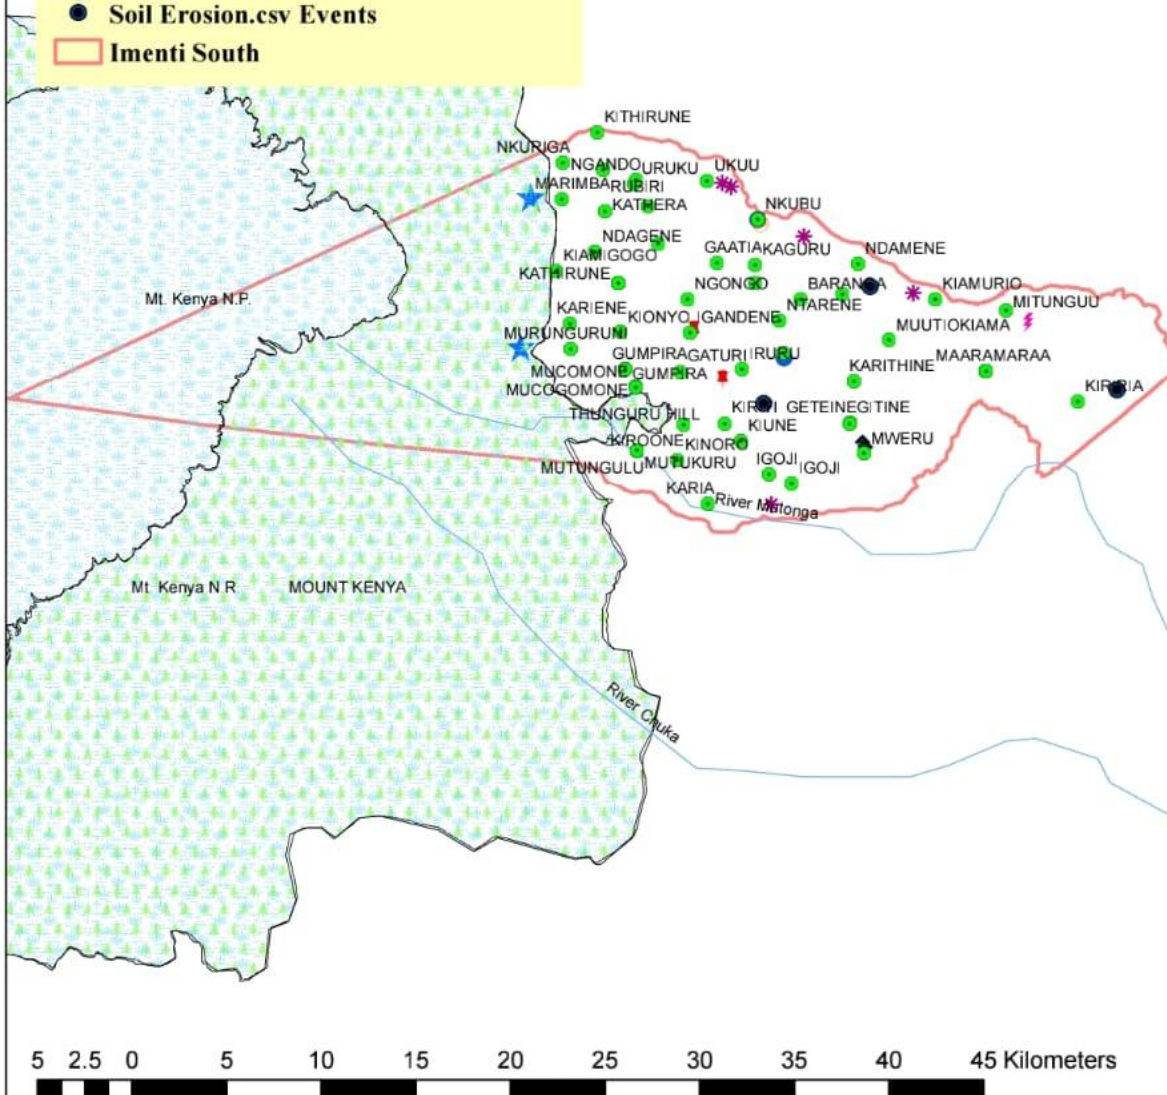 Soil Erosion.csv Events
Imenti South
KITHIRUNE
NKURIGA
NGANDO
URUKU
UKUU
MARIMBA
RUBIRI
KATHERA
NKUBU
NDAGENE
KIAMIGOGO
GAATIA
KAGURU
NDAMENE
KATHIRUNE
NGONGO
KIAMURIO
MITUNGUU
KARIENE
KIONYO
IGANDENE
NTARENE
MURUNGURUNI
MUUTIOKIAMA
GUMPIRA
GATURI
IRURU
MAARAMARAA
MUCOMONE
GUMPIRA
KARITHINE
MUCOGOMONE
THUNGURU HILL
GETEINEGITINE
KIUNE
KIROONE
KINORO
MWERU
MUTUNGULU
MUTUKURU
IGOJI
IGOJI
KARIA
River Mutonga
Mt. Kenya N.P.
Mt Kenya N R
MOUNT KENYA
River Chuka
5 2.5 0 5 10 15 20 25 30 35 40 45 Kilometers